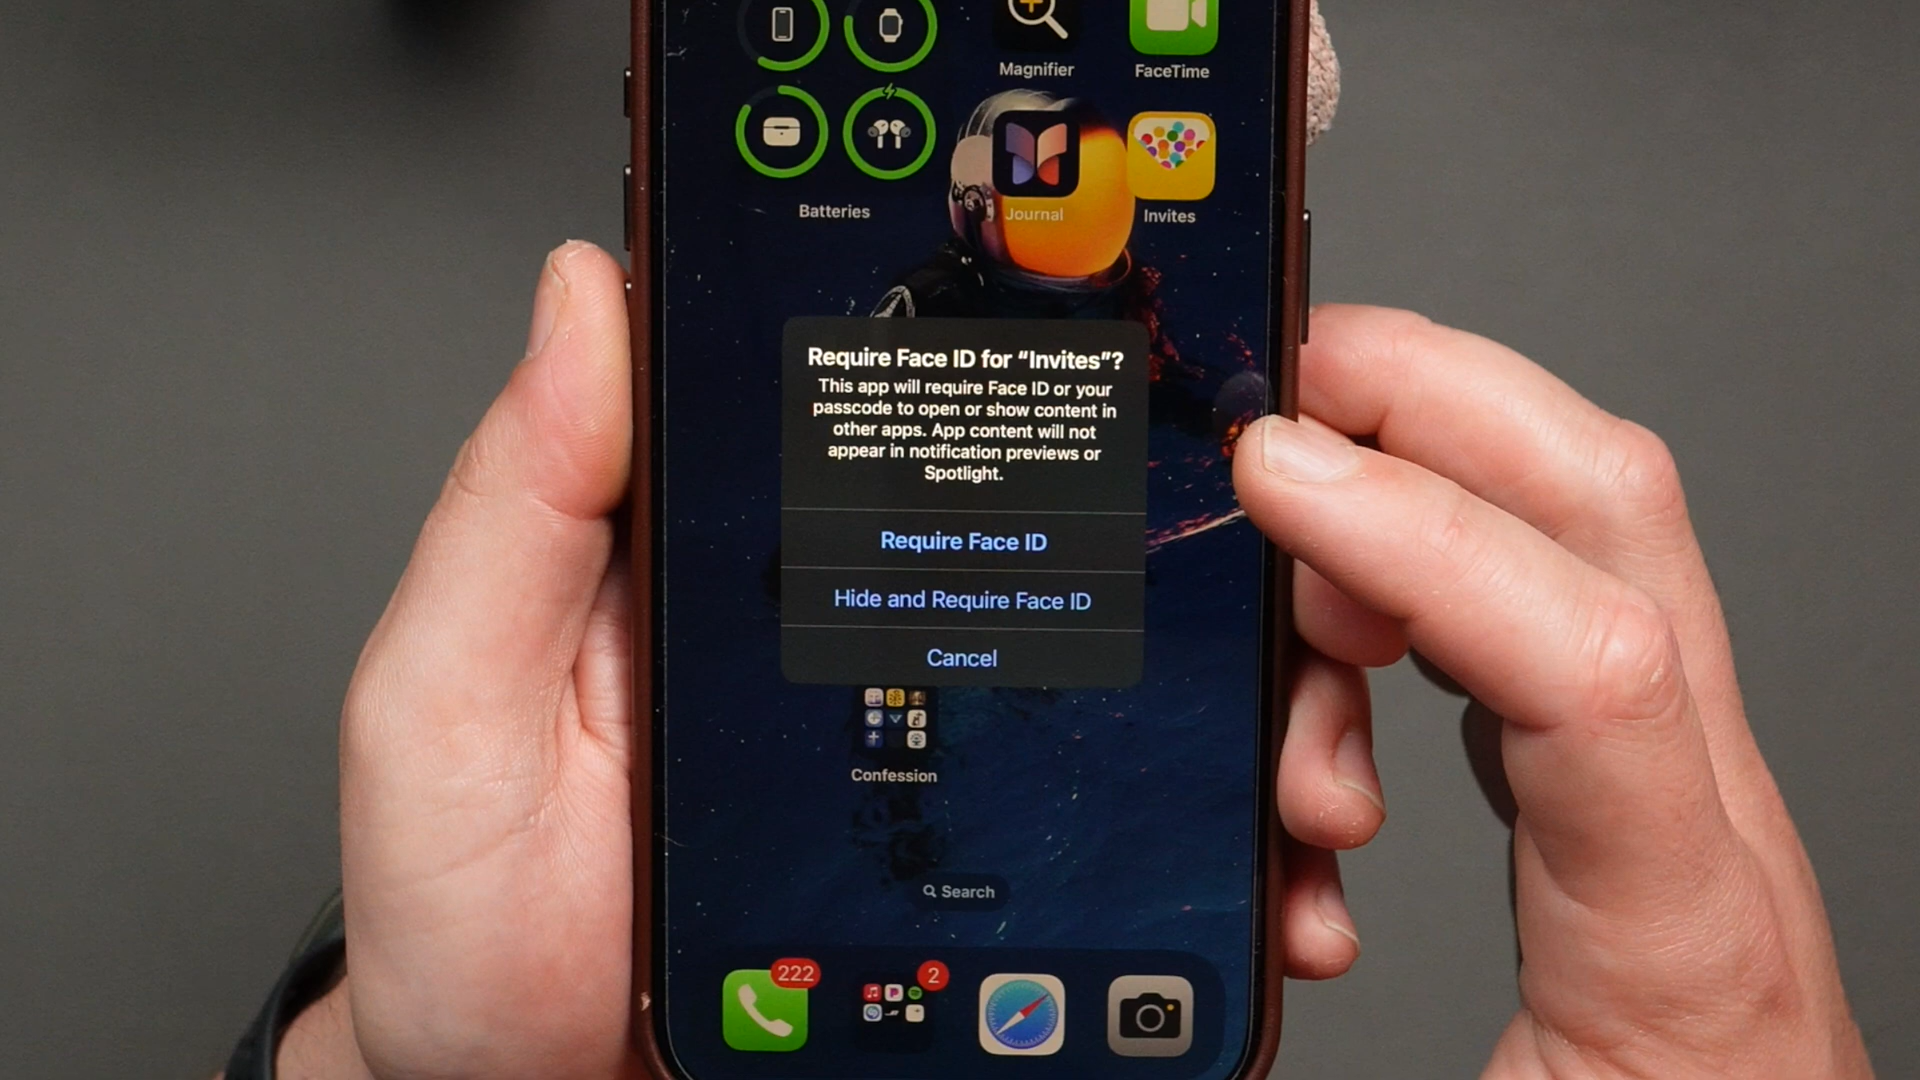 Magnifier
FaceTime
Batteries
Journal
Invites
Require Face ID for “Invites”?
This app will require Face ID or your
passcode to open or show content in
other apps. App content will not
appear in notification previews or
Spotlight.
Require Face ID
Hide and Require Face ID
Cancel
Confession
Search
222
2